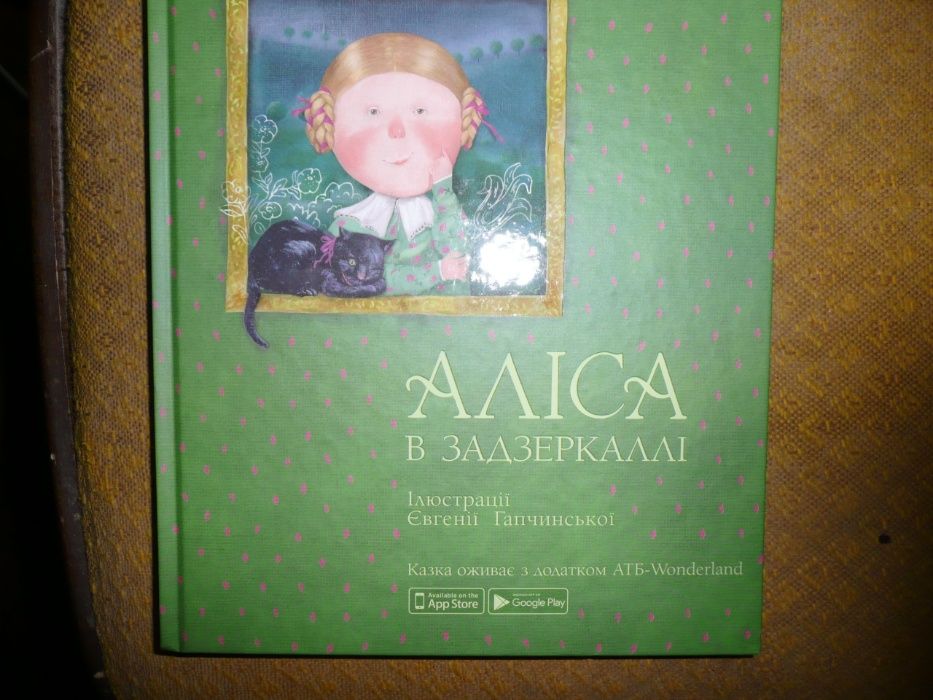 АЛІСА
В ЗАДЗЕРКАЛЛІ
Ілюстрації
Євгенії Гапчинської
Казка оживає з додатком АТБ-Wonderland
Available on the
App Store
Google Play